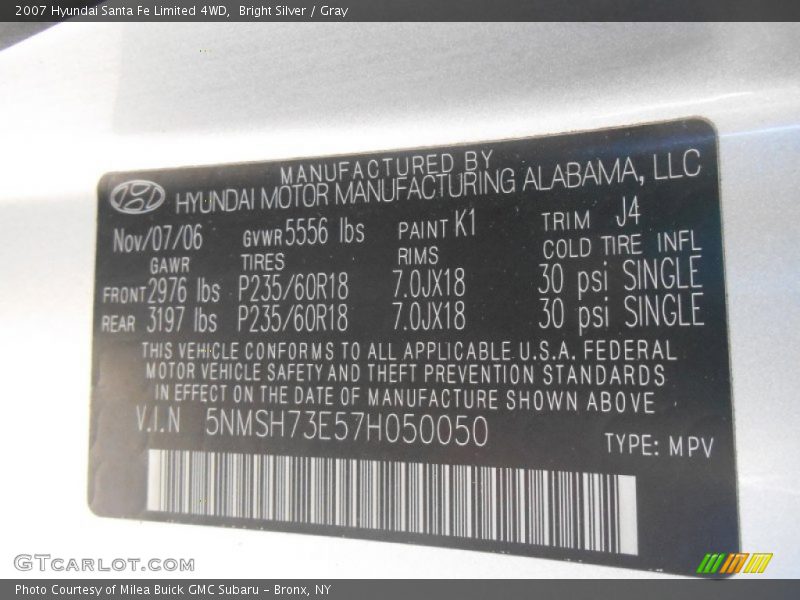 2007 Hyundai Santa Fe Limited 4WD, Bright Silver / Gray
MANUFACTURED BY
HYUNDAI MOTOR MANUFACTURING ALABAMA, LLC
Nov/07/06 GVWR 5556 lbs PAINT K1 TRIM J4
GAWR TIRES RIMS COLD TIRE INFL
FRONT 2976 lbs P235/60R18 7.0JX18 30 psi SINGLE
REAR 3197 lbs P235/60R18 7.0JX18 30 psi SINGLE
THIS VEHICLE CONFORMS TO ALL APPLICABLE U.S.A. FEDERAL
MOTOR VEHICLE SAFETY AND THEFT PREVENTION STANDARDS
IN EFFECT ON THE DATE OF MANUFACTURE SHOWN ABOVE
V.I.N 5NMSH73E57H050050
TYPE: MPV
GTCARLOT.COM
Photo Courtesy of Milea Buick GMC Subaru - Bronx, NY